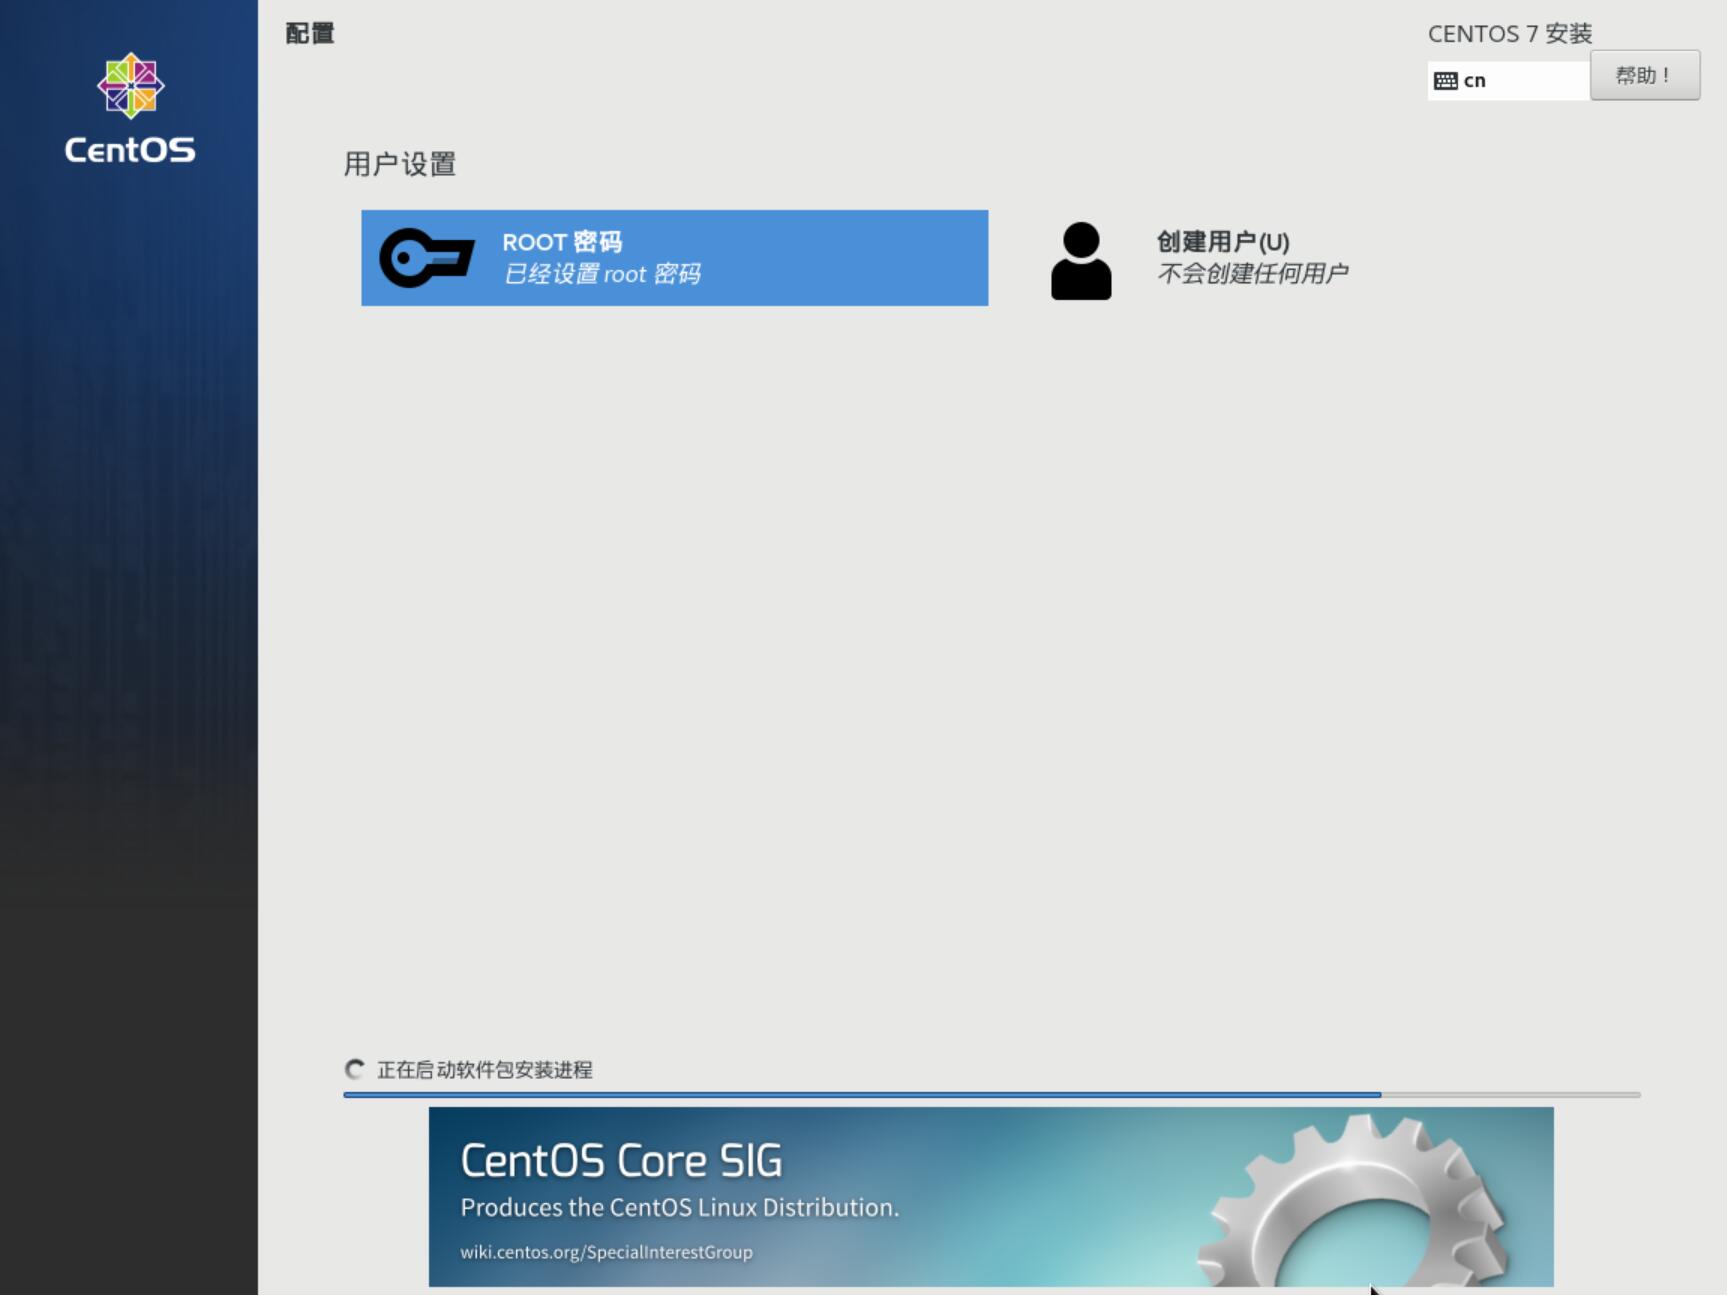 配置
CENTOS 7 安装
cn
帮助！
CentOS
用户设置
ROOT 密码
已经设置 root 密码
创建用户(U)
不会创建任何用户
正在启动软件包安装进程
CentOS Core SIG
Produces the CentOS Linux Distribution.
wiki.centos.org/SpecialInterestGroup